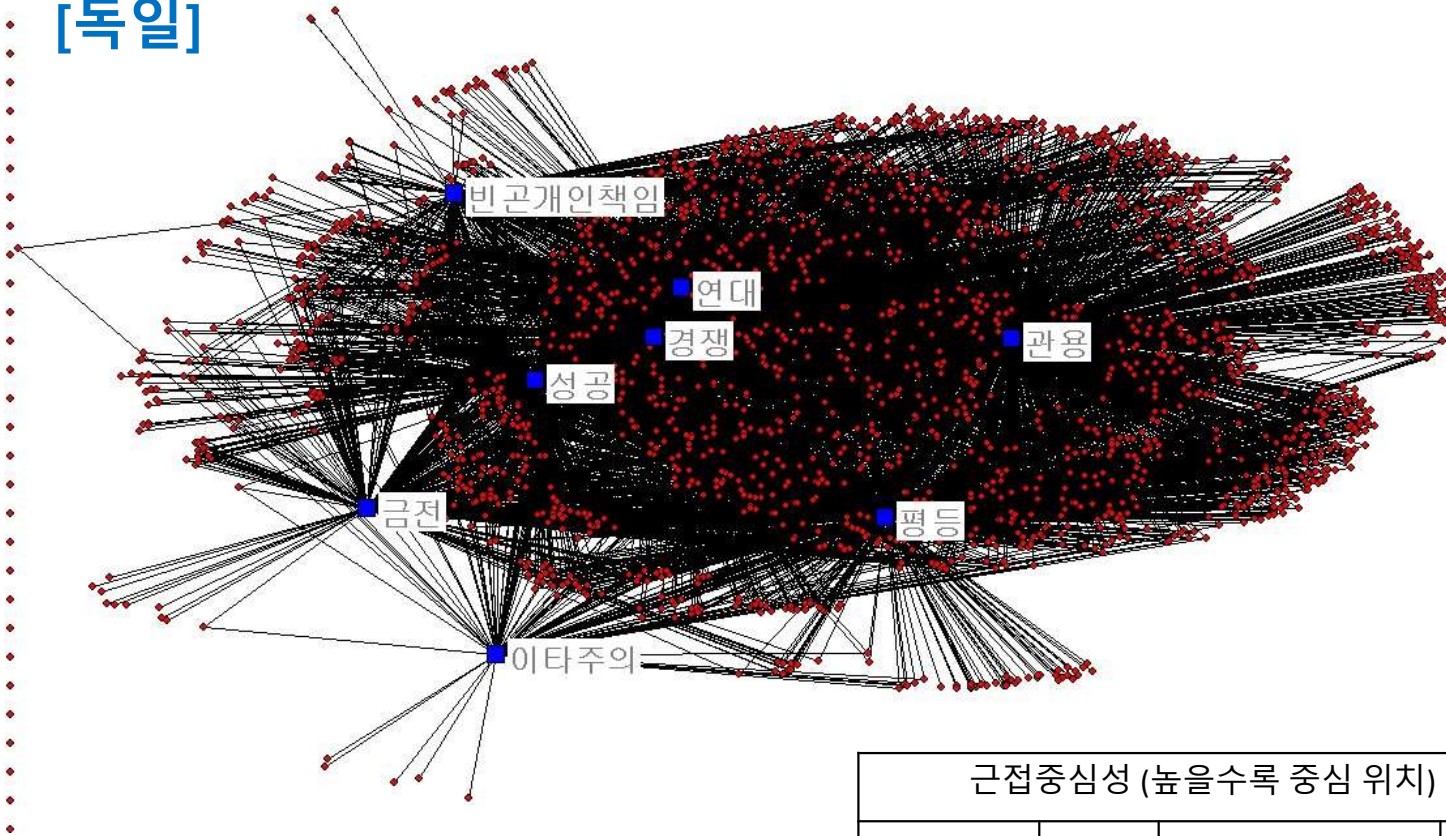 [독일]
빈곤개인책임
연대
경쟁
관용
성공
금전
평등
이타주의
근접중심성 (높을수록 중심 위치)